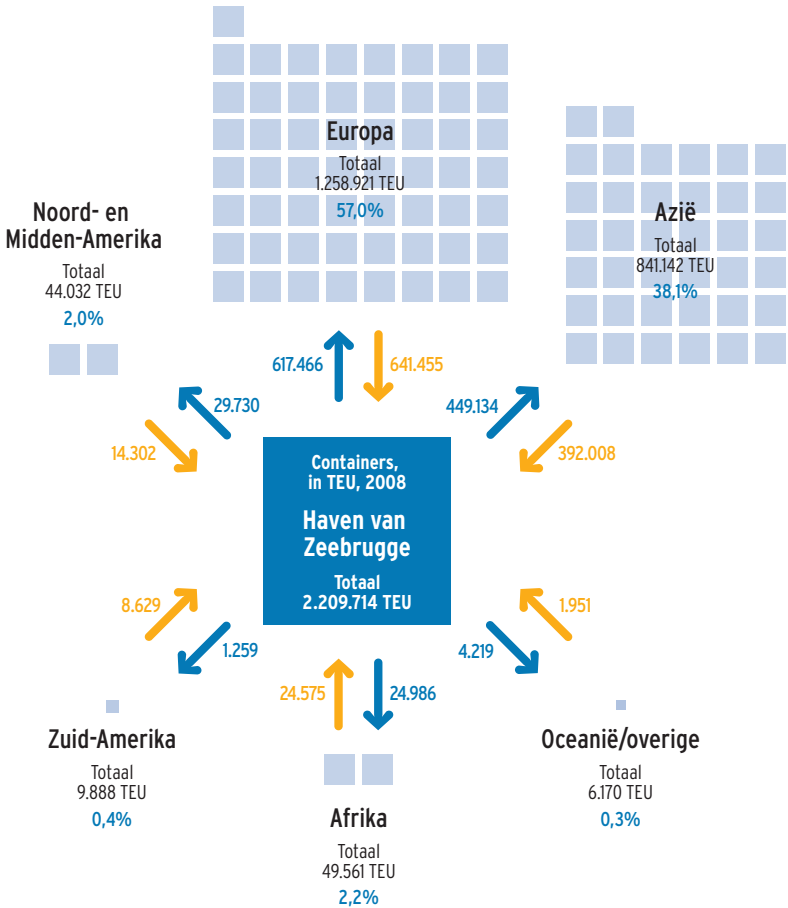 Europa
Totaal
1.258.921 TEU
57,0%
Azië
Totaal
841.142 TEU
38,1%
Noord- en
Midden-Amerika
Totaal
44.032 TEU
2,0%
617.466
641.455
29.730
449.134
14.302
392.008
Containers,
in TEU, 2008
Haven van
Zeebrugge
Totaal
2.209.714 TEU
8.629
1.951
1.259
4.219
24.575
24.986
Zuid-Amerika
Totaal
9.888 TEU
0,4%
Oceanië/overige
Totaal
6.170 TEU
0,3%
Afrika
Totaal
49.561 TEU
2,2%